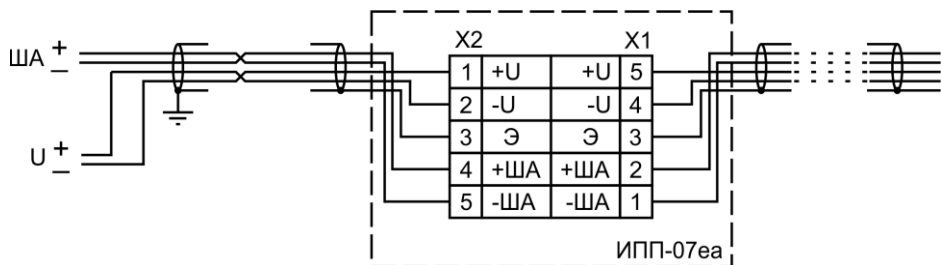 X2 X1
ША + −
1 +U +U 5
2 -U -U 4
3 Э Э 3
U + −
4 +ША +ША 2
5 -ША -ША 1
ИПП-07еа